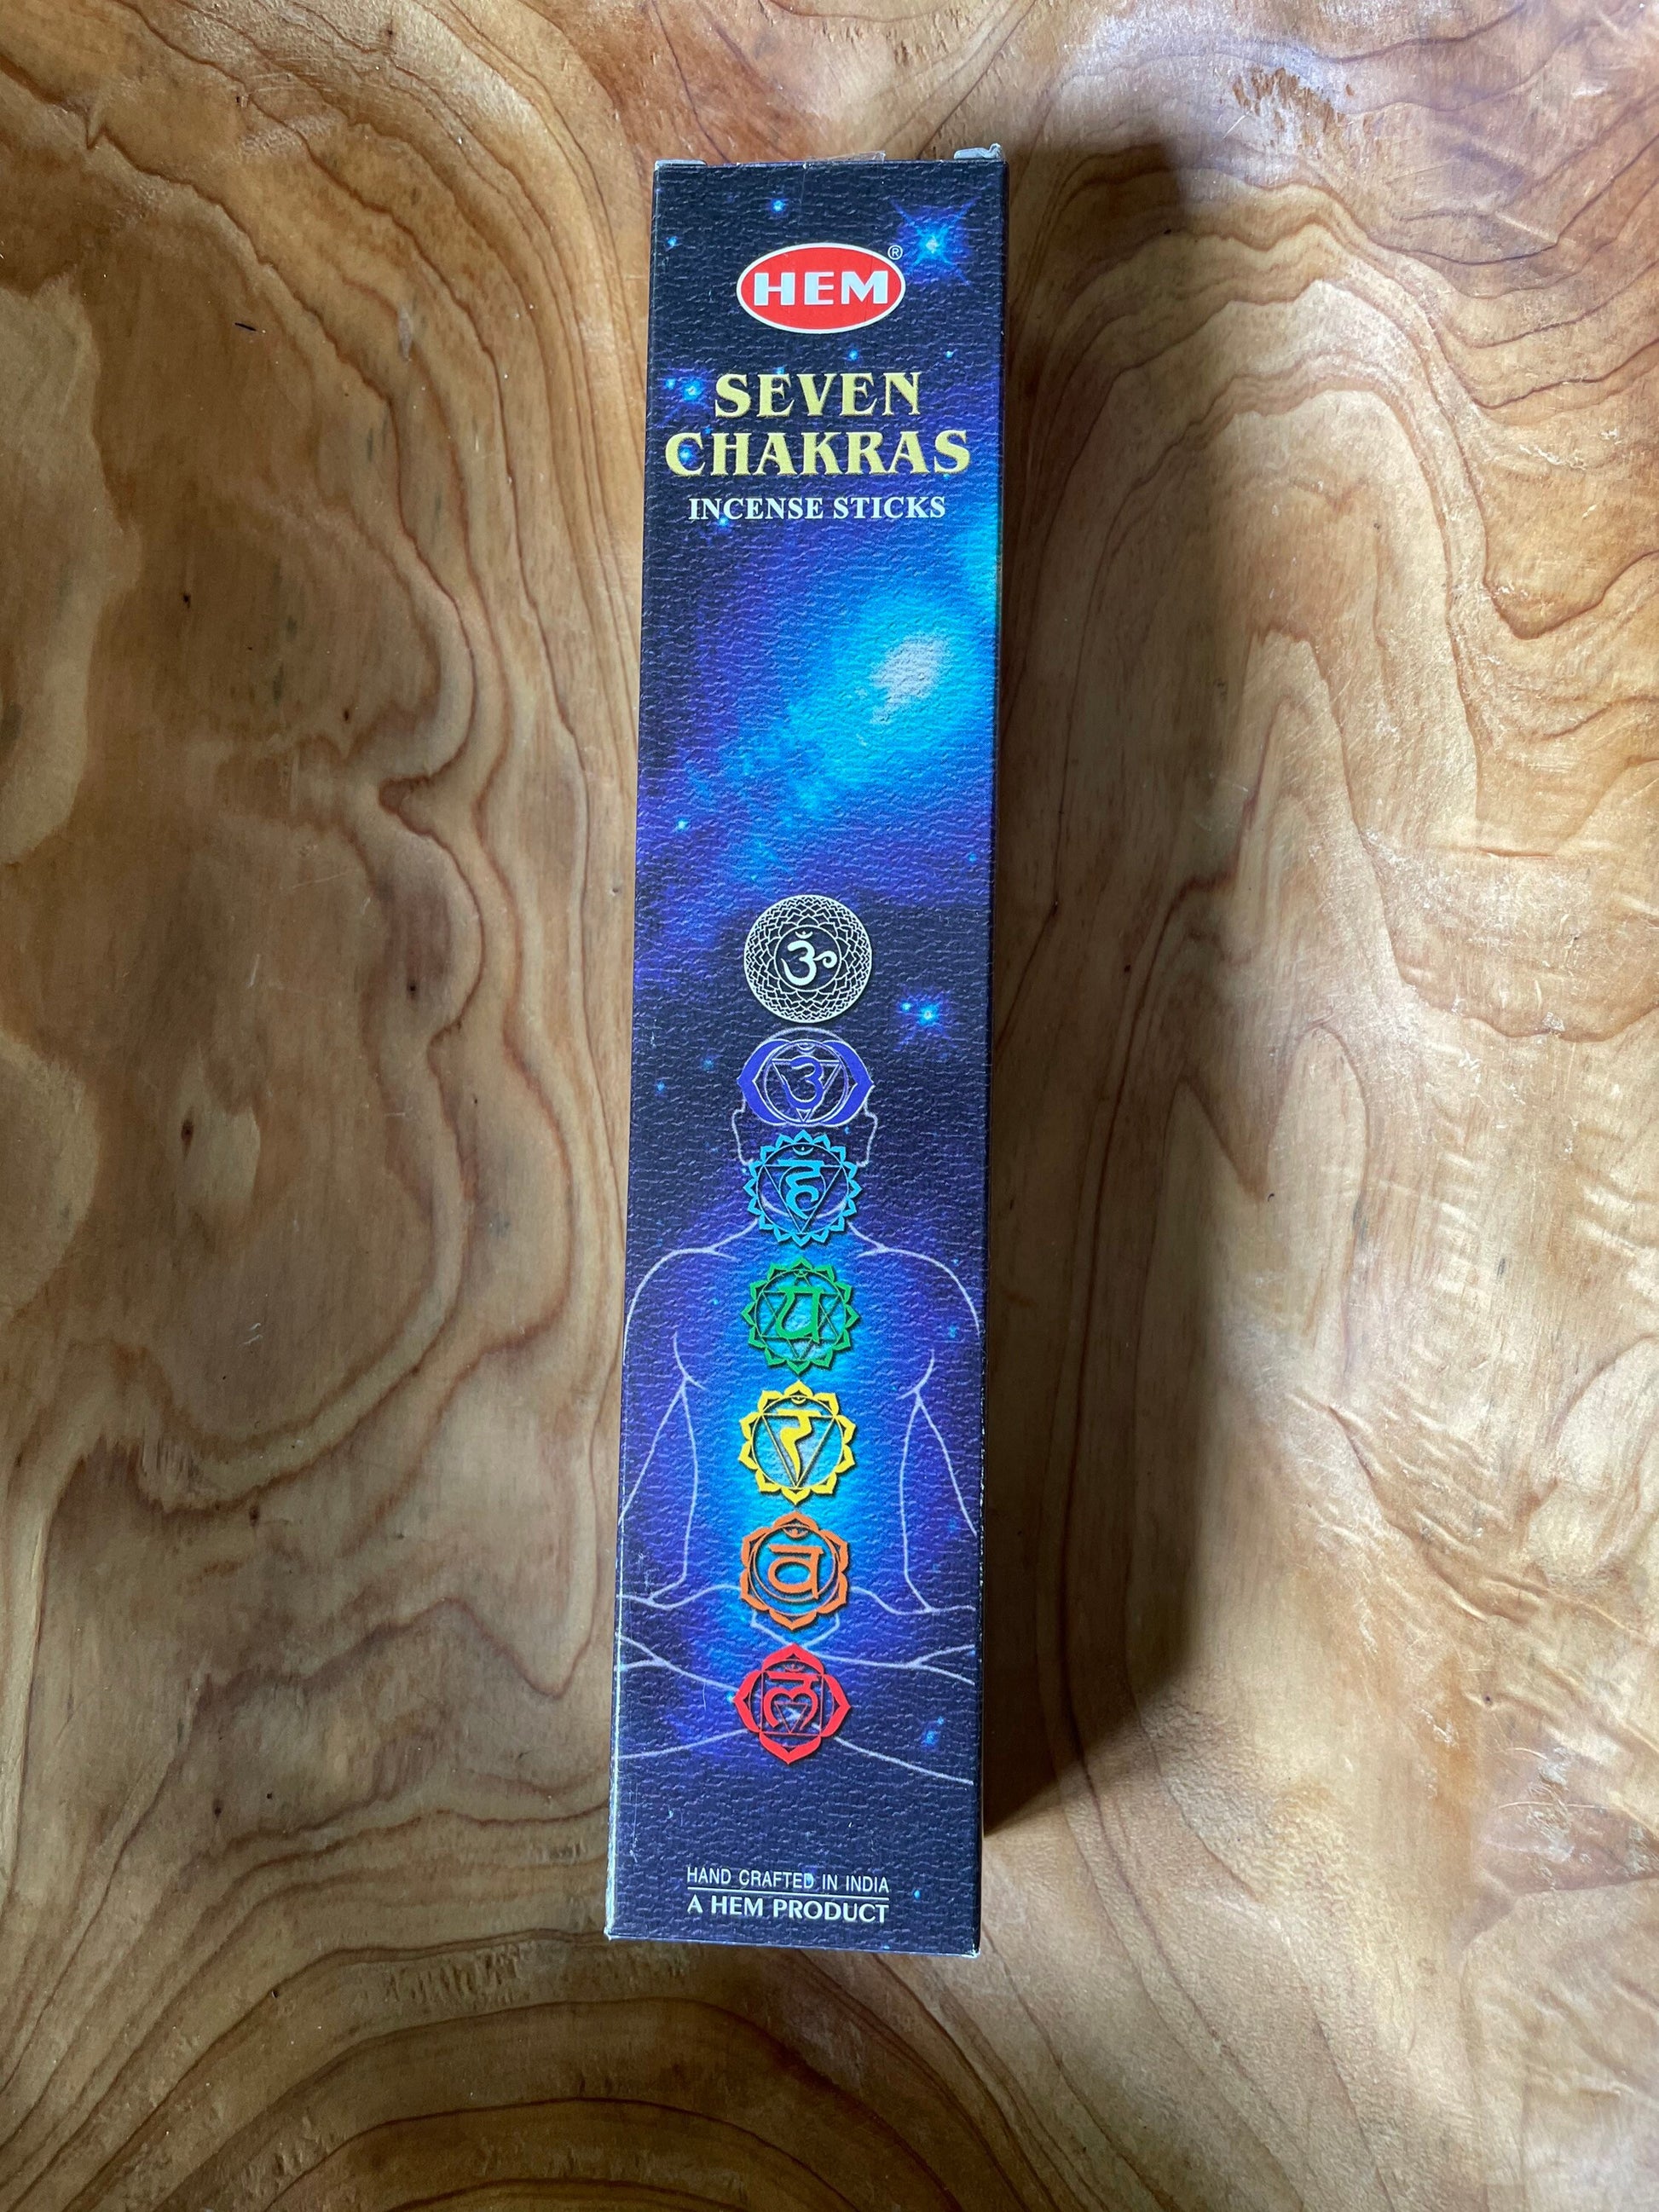 HEM®
SEVEN
CHAKRAS
INCENSE STICKS
ॐ
ॐ
हं
यं
रं
वं
लं
HAND CRAFTED IN INDIA
A HEM PRODUCT